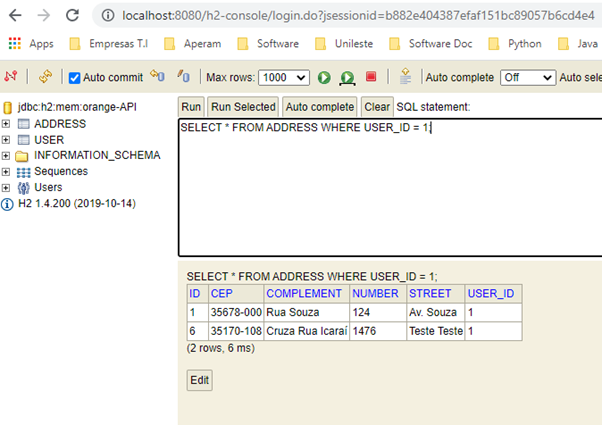 localhost:8080/h2-console/login.do?jsessionid=b882e404387efaf151bc89057b6cd4e4
Apps Empresas T.I Aperam Software Unileste Software Doc Python Java
Auto commit Max rows: 1000 Auto complete Off Auto sele
jdbc:h2:mem:orange-API
ADDRESS
USER
INFORMATION_SCHEMA
Sequences
Users
H2 1.4.200 (2019-10-14)
Run Run Selected Auto complete Clear SQL statement:
SELECT * FROM ADDRESS WHERE USER_ID = 1;
SELECT * FROM ADDRESS WHERE USER_ID = 1;
ID CEP COMPLEMENT NUMBER STREET USER_ID
1 35678-000 Rua Souza 124 Av. Souza 1
6 35170-108 Cruza Rua Icaraí 1476 Teste Teste 1
(2 rows, 6 ms)
Edit